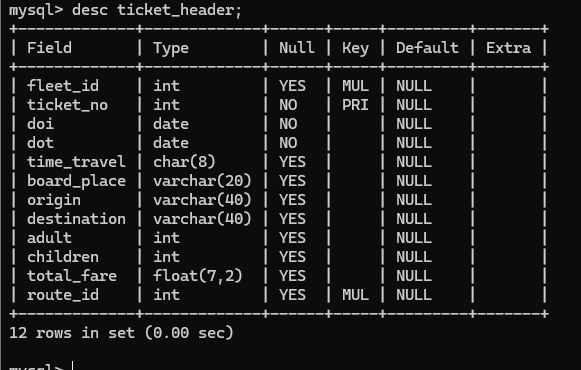 mysql> desc ticket_header;
+-------------+-------------+------+-----+---------+-------+
| Field       | Type        | Null | Key | Default | Extra |
+-------------+-------------+------+-----+---------+-------+
| fleet_id    | int         | YES  | MUL | NULL    |       |
| ticket_no   | int         | NO   | PRI | NULL    |       |
| doi         | date        | NO   |     | NULL    |       |
| dot         | date        | NO   |     | NULL    |       |
| time_travel | char(8)     | YES  |     | NULL    |       |
| board_place | varchar(20) | YES  |     | NULL    |       |
| origin      | varchar(40) | YES  |     | NULL    |       |
| destination | varchar(40) | YES  |     | NULL    |       |
| adult       | int         | YES  |     | NULL    |       |
| children    | int         | YES  |     | NULL    |       |
| total_fare  | float(7,2)  | YES  |     | NULL    |       |
| route_id    | int         | YES  | MUL | NULL    |       |
+-------------+-------------+------+-----+---------+-------+
12 rows in set (0.00 sec)
mysql>